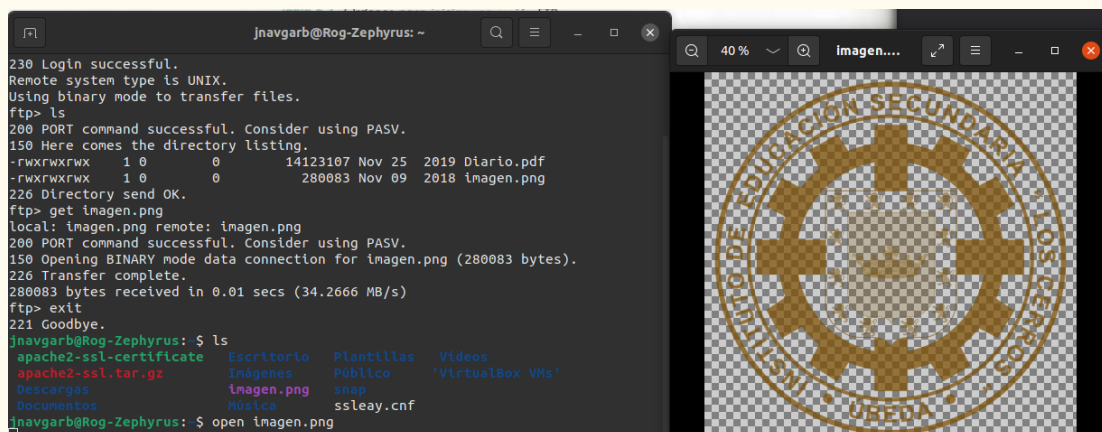 jnavgarb@Rog-Zephyrus: ~
230 Login successful.
Remote system type is UNIX.
Using binary mode to transfer files.
ftp> ls
200 PORT command successful. Consider using PASV.
150 Here comes the directory listing.
-rwxrwxrwx 1 0 0 14123107 Nov 25 2019 Diario.pdf
-rwxrwxrwx 1 0 0 280083 Nov 09 2018 imagen.png
226 Directory send OK.
ftp> get imagen.png
local: imagen.png remote: imagen.png
200 PORT command successful. Consider using PASV.
150 Opening BINARY mode data connection for imagen.png (280083 bytes).
226 Transfer complete.
280083 bytes received in 0.01 secs (34.2666 MB/s)
ftp> exit
221 Goodbye.
jnavgarb@Rog-Zephyrus:~$ ls
apache2-ssl-certificate Escritorio Plantillas Vídeos
apache2-ssl.tar.gz Imágenes Público 'VirtualBox VMs'
Descargas imagen.png snap
Documentos Música ssleay.cnf
jnavgarb@Rog-Zephyrus:~$ open imagen.png
40 % imagen....
INSTITUTO DE EDUCACIÓN SECUNDARIA "LOS CERROS"
• ÚBEDA •